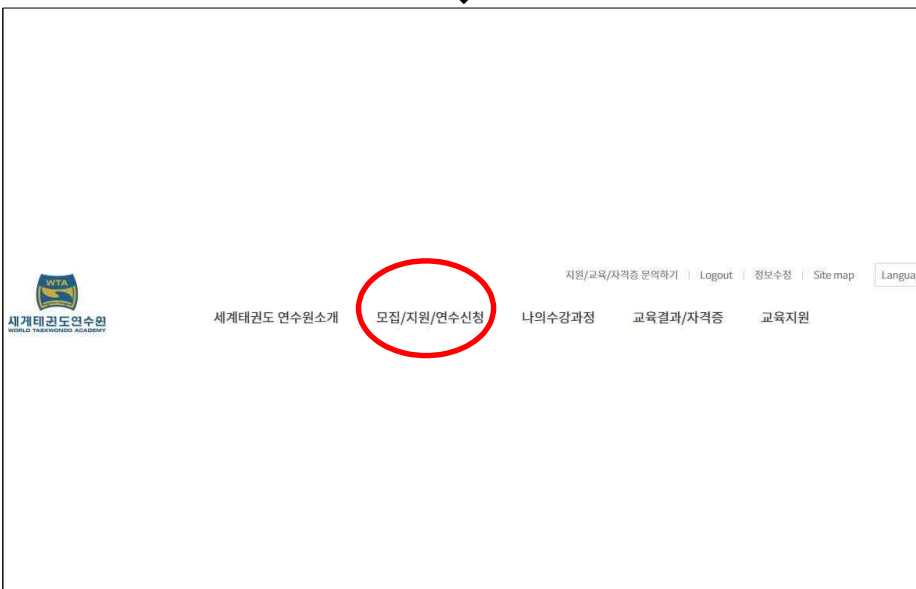 지원/교육/자격증 문의하기 | Logout | 정보수정 | Site map
WTA
세계태권도연수원
WORLD TAEKWONDO ACADEMY
세계태권도 연수원소개 모집/지원/연수신청 나의수강과정 교육결과/자격증 교육지원